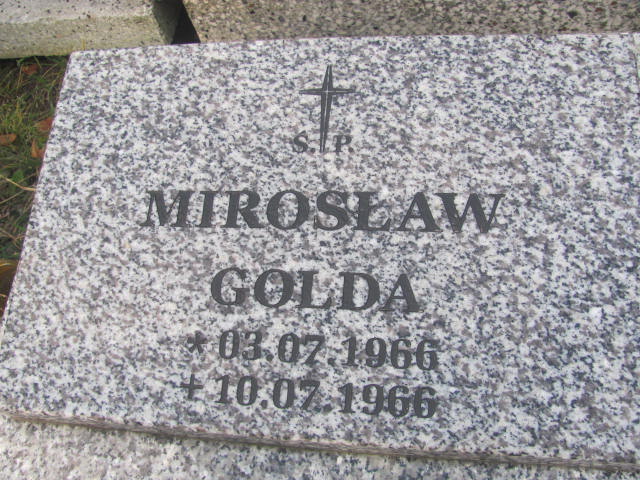 Ś. P.
MIROSŁAW
GOLDA
* 03.07.1966
+ 10.07.1966